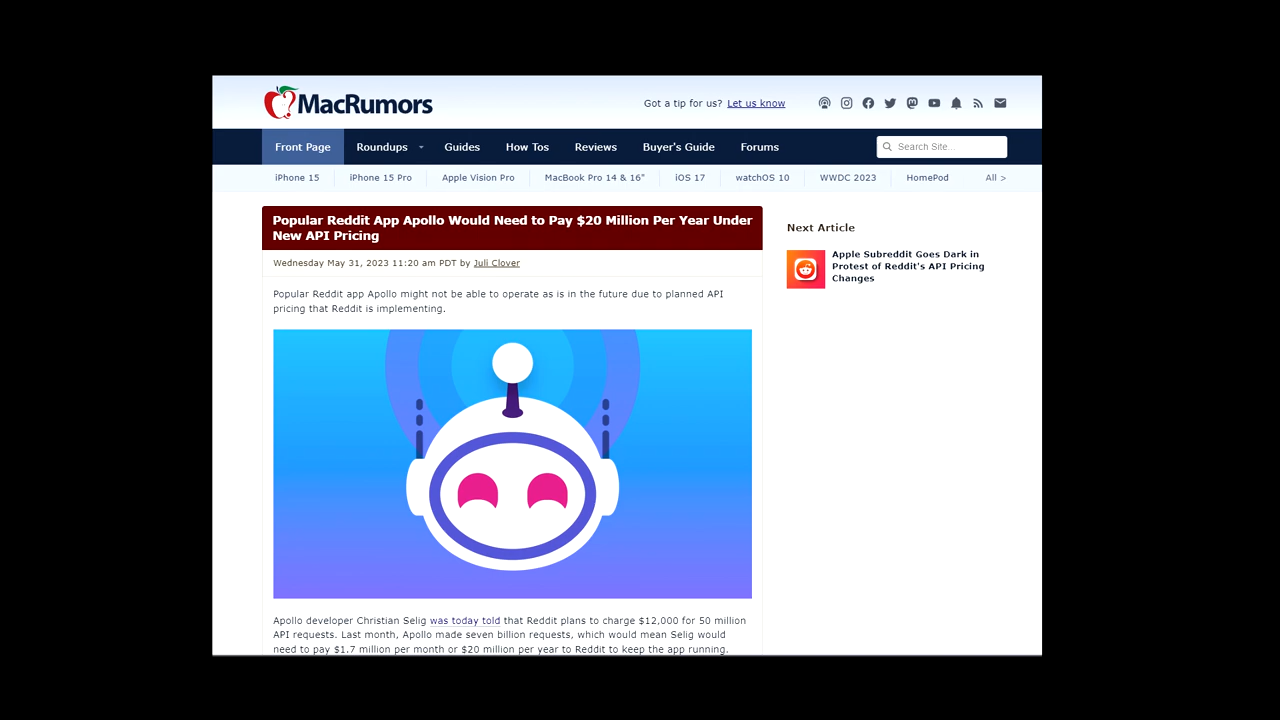 MacRumors
Got a tip for us? Let us know
Front Page Roundups Guides How Tos Reviews Buyer's Guide Forums Search Site...
iPhone 15 iPhone 15 Pro Apple Vision Pro MacBook Pro 14 & 16" iOS 17 watchOS 10 WWDC 2023 HomePod All >
Popular Reddit App Apollo Would Need to Pay $20 Million Per Year Under
New API Pricing
Wednesday May 31, 2023 11:20 am PDT by Juli Clover
Popular Reddit app Apollo might not be able to operate as is in the future due to planned API
pricing that Reddit is implementing.
Apollo developer Christian Selig was today told that Reddit plans to charge $12,000 for 50 million
API requests. Last month, Apollo made seven billion requests, which would mean Selig would
need to pay $1.7 million per month or $20 million per year to Reddit to keep the app running.
Next Article
Apple Subreddit Goes Dark in
Protest of Reddit's API Pricing
Changes